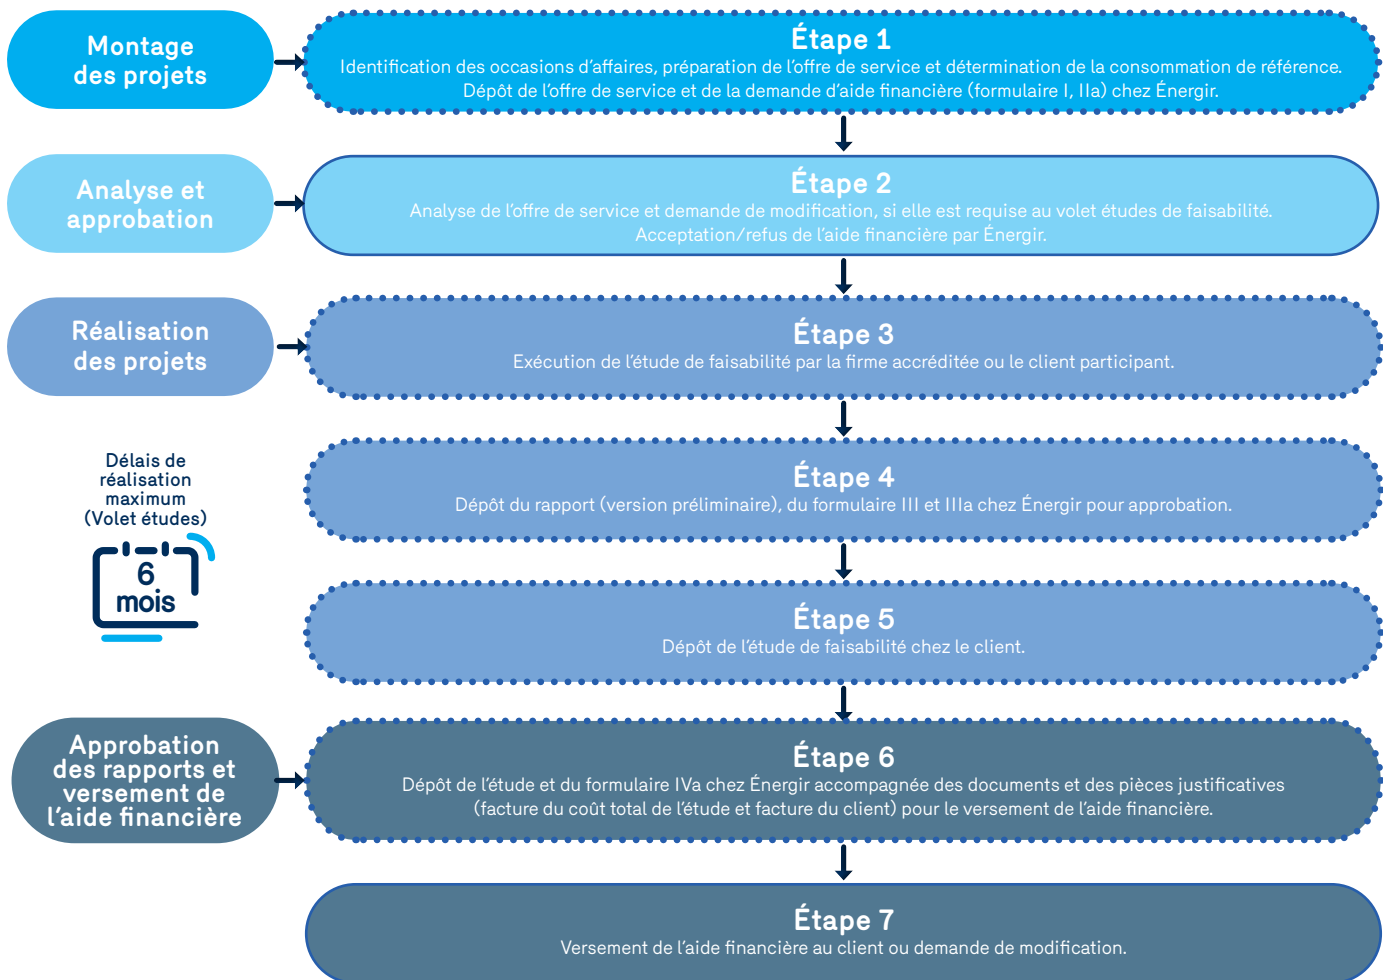 Montage
des projets
Étape 1
Identification des occasions d’affaires, préparation de l’offre de service et détermination de la consommation de référence.
Dépôt de l’offre de service et de la demande d’aide financière (formulaire I, IIa) chez Énergir.
Analyse et
approbation
Étape 2
Analyse de l’offre de service et demande de modification, si elle est requise au volet études de faisabilité.
Acceptation/refus de l’aide financière par Énergir.
Réalisation
des projets
Étape 3
Exécution de l’étude de faisabilité par la firme accréditée ou le client participant.
Délais de
réalisation
maximum
(Volet études)
6
mois
Étape 4
Dépôt du rapport (version préliminaire), du formulaire III et IIIa chez Énergir pour approbation.
Étape 5
Dépôt de l’étude de faisabilité chez le client.
Approbation
des rapports et
versement de
l’aide financière
Étape 6
Dépôt de l’étude et du formulaire IVa chez Énergir accompagnée des documents et des pièces justificatives
(facture du coût total de l’étude et facture du client) pour le versement de l’aide financière.
Étape 7
Versement de l’aide financière au client ou demande de modification.